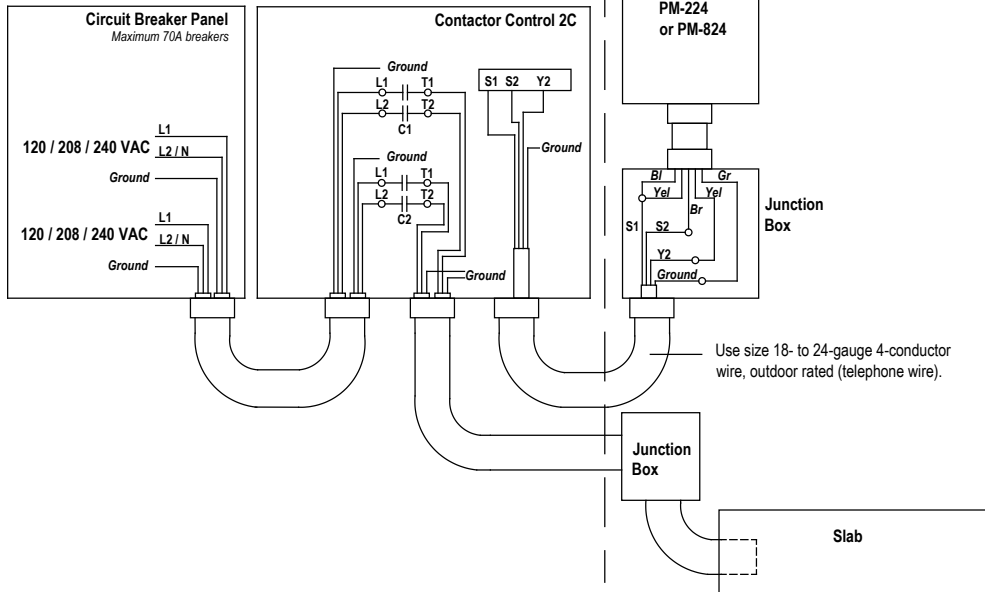 Circuit Breaker Panel
Maximum 70A breakers
L1
120 / 208 / 240 VAC
L2 / N
Ground
L1
120 / 208 / 240 VAC
L2 / N
Ground
Contactor Control 2C
Ground
L1
T1
L2
T2
C1
Ground
L1
T1
L2
T2
C2
Ground
S1 S2 Y2
Ground
PM-224
or PM-824
Bl
Gr
Yel
Yel
Br
S1
S2
Y2
Ground
Junction
Box
Use size 18- to 24-gauge 4-conductor
wire, outdoor rated (telephone wire).
Junction
Box
Slab